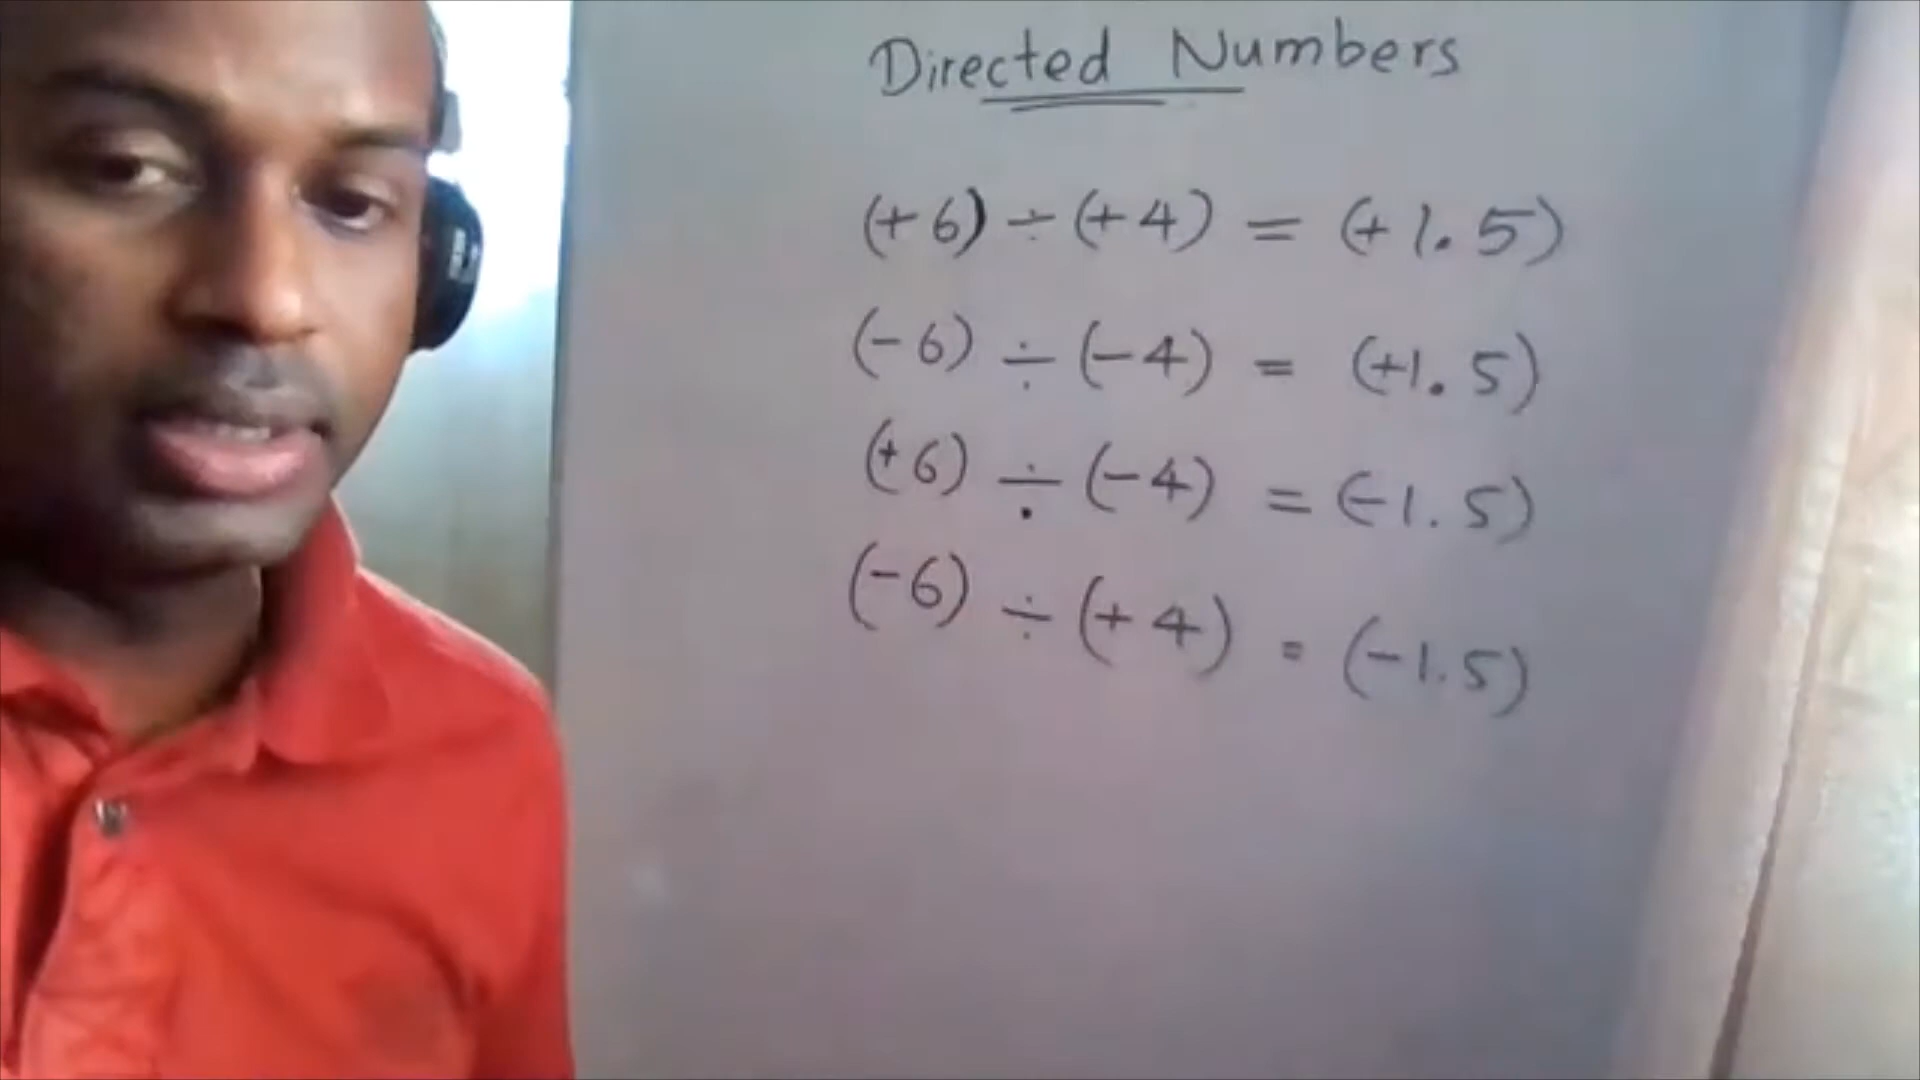 Directed Numbers
(+6) ÷ (+4) = (+1.5)
(-6) ÷ (-4) = (+1.5)
(+6) ÷ (-4) = (-1.5)
(-6) ÷ (+4) = (-1.5)